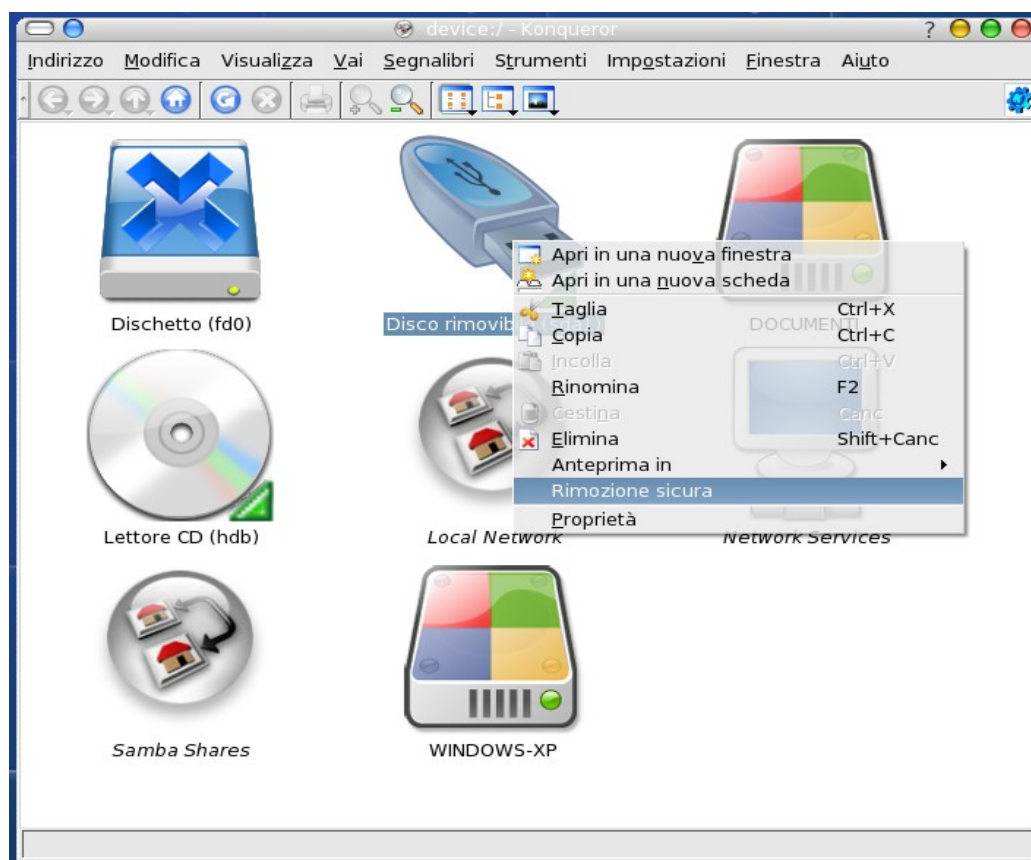 device:/ - Konqueror
?
Indirizzo Modifica Visualizza Vai Segnalibri Strumenti Impostazioni Finestra Aiuto
Dischetto (fd0)
Disco rimovib
DOCUMENTI
Apri in una nuova finestra
Apri in una nuova scheda
Taglia Ctrl+X
Copia Ctrl+C
Incolla Ctrl+V
Rinomina F2
Cestina Canc
Elimina Shift+Canc
Anteprima in
Rimozione sicura
Proprietà
Lettore CD (hdb)
Local Network
Network Services
Samba Shares
WINDOWS-XP